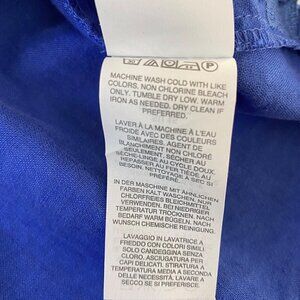 P
MACHINE WASH COLD WITH LIKE
COLORS. NON CHLORINE BLEACH
ONLY. TUMBLE DRY LOW. WARM
IRON AS NEEDED. DRY CLEAN IF
PREFERRED.
LAVER À LA MACHINE À L'EAU
FROIDE AVEC DES COULEURS
SIMILAIRES. AGENT DE
BLANCHIMENT NON CHLORÉ
SEULEMENT. SÉCHER AU
SÈCHE-LINGE AU CYCLE DOUX.
REPASSER AU FER TIÈDE AU
BESOIN. NETTOYAGE À SEC SI
PRÉFÉRÉ.
IN DER MASCHINE MIT ÄHNLICHEN
FARBEN KALT WASCHEN. NUR
CHLORFREIES BLEICHMITTEL
VERWENDEN. BEI NIEDRIGER
TEMPERATUR TROCKNEN. NACH
BEDARF WARM BÜGELN. NACH
WUNSCH CHEMISCHE REINIGUNG.
LAVAGGIO IN LAVATRICE A
FREDDO CON COLORI SIMILI.
SOLO CANDEGGINA SENZA
CLORO. ASCIUGATURA PER
CAPI DELICATI. STIRATURA A
TEMPERATURA MEDIA A SECONDA
DELLE NECESSITÀ. LAVARE A
SECCO SE SI PREFERISCE.